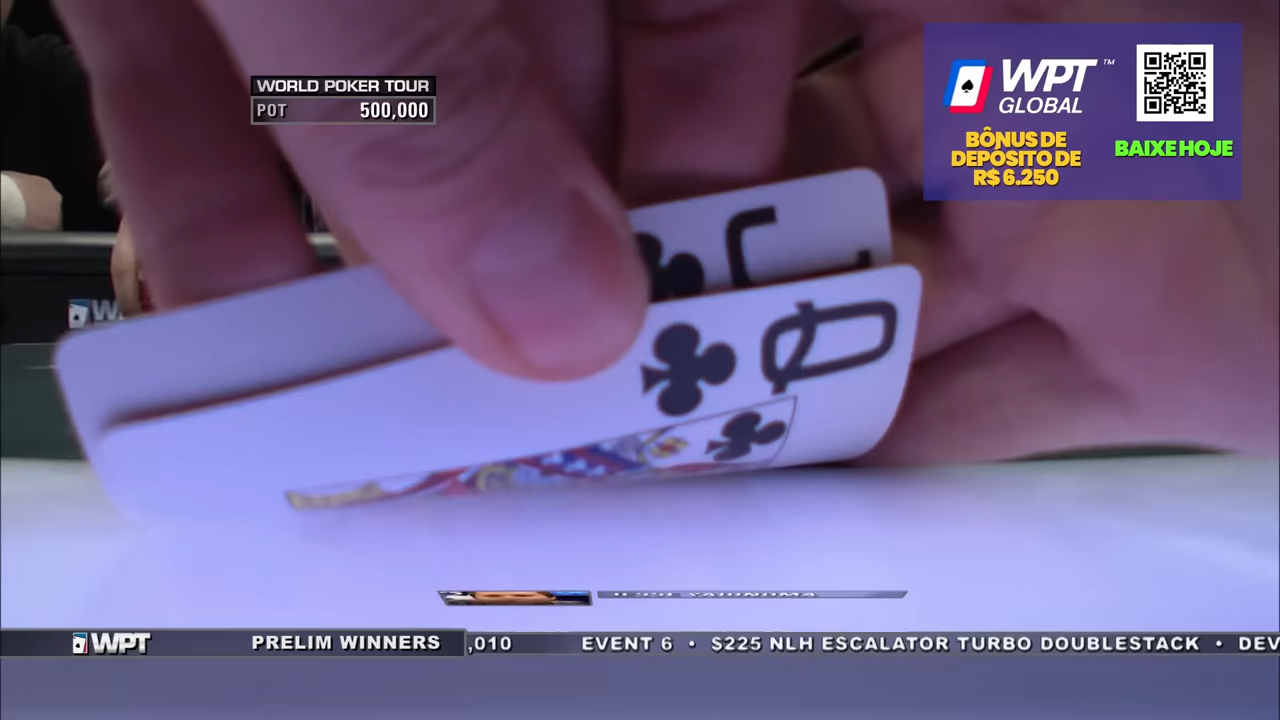 WORLD POKER TOUR
POT 500,000
WPT™
GLOBAL
BÔNUS DE
DEPÓSITO DE
R$ 6.250
BAIXE HOJE
Q
WPT PRELIM WINNERS ,010 EVENT 6 • $225 NLH ESCALATOR TURBO DOUBLESTACK • DEV